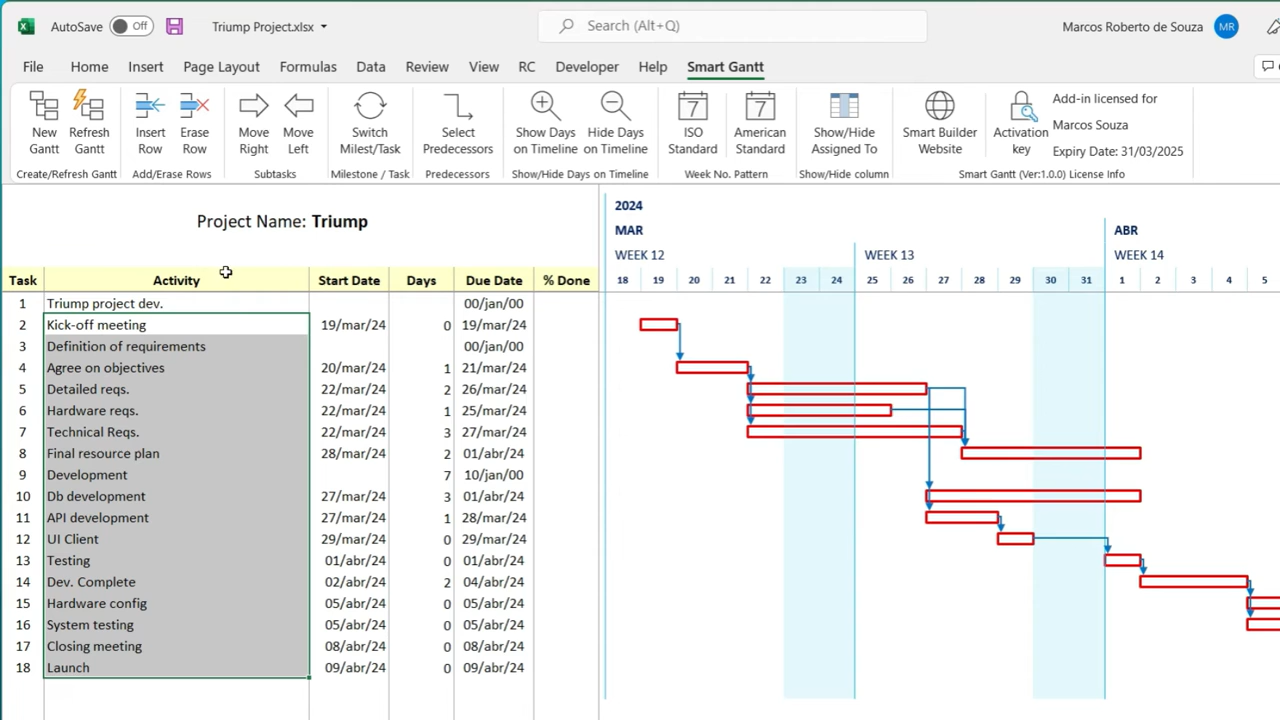 AutoSave Off Triump Project.xlsx Search (Alt+Q) Marcos Roberto de Souza MR
File Home Insert Page Layout Formulas Data Review View RC Developer Help Smart Gantt
New Gantt
Refresh Gantt
Create/Refresh Gantt
Insert Row
Erase Row
Add/Erase Rows
Move Right
Move Left
Subtasks
Switch Milest/Task
Milestone / Task
Select Predecessors
Predecessors
Show Days on Timeline
Hide Days on Timeline
Show/Hide Days on Timeline
7 ISO Standard
7 American Standard
Week No. Pattern
Show/Hide Assigned To
Show/Hide column
Smart Builder Website
Activation key
Add-in licensed for
Marcos Souza
Expiry Date: 31/03/2025
Smart Gantt (Ver:1.0.0) License Info
Project Name: Triump
2024
MAR ABR
WEEK 12 WEEK 13 WEEK 14
Task Activity Start Date Days Due Date % Done 18 19 20 21 22 23 24 25 26 27 28 29 30 31 1 2 3 4 5
1 Triump project dev. 00/jan/00
2 Kick-off meeting 19/mar/24 0 19/mar/24
3 Definition of requirements 00/jan/00
4 Agree on objectives 20/mar/24 1 21/mar/24
5 Detailed reqs. 22/mar/24 2 26/mar/24
6 Hardware reqs. 22/mar/24 1 25/mar/24
7 Technical Reqs. 22/mar/24 3 27/mar/24
8 Final resource plan 28/mar/24 2 01/abr/24
9 Development 7 10/jan/00
10 Db development 27/mar/24 3 01/abr/24
11 API development 27/mar/24 1 28/mar/24
12 UI Client 29/mar/24 0 29/mar/24
13 Testing 01/abr/24 0 01/abr/24
14 Dev. Complete 02/abr/24 2 04/abr/24
15 Hardware config 05/abr/24 0 05/abr/24
16 System testing 05/abr/24 0 05/abr/24
17 Closing meeting 08/abr/24 0 08/abr/24
18 Launch 09/abr/24 0 09/abr/24